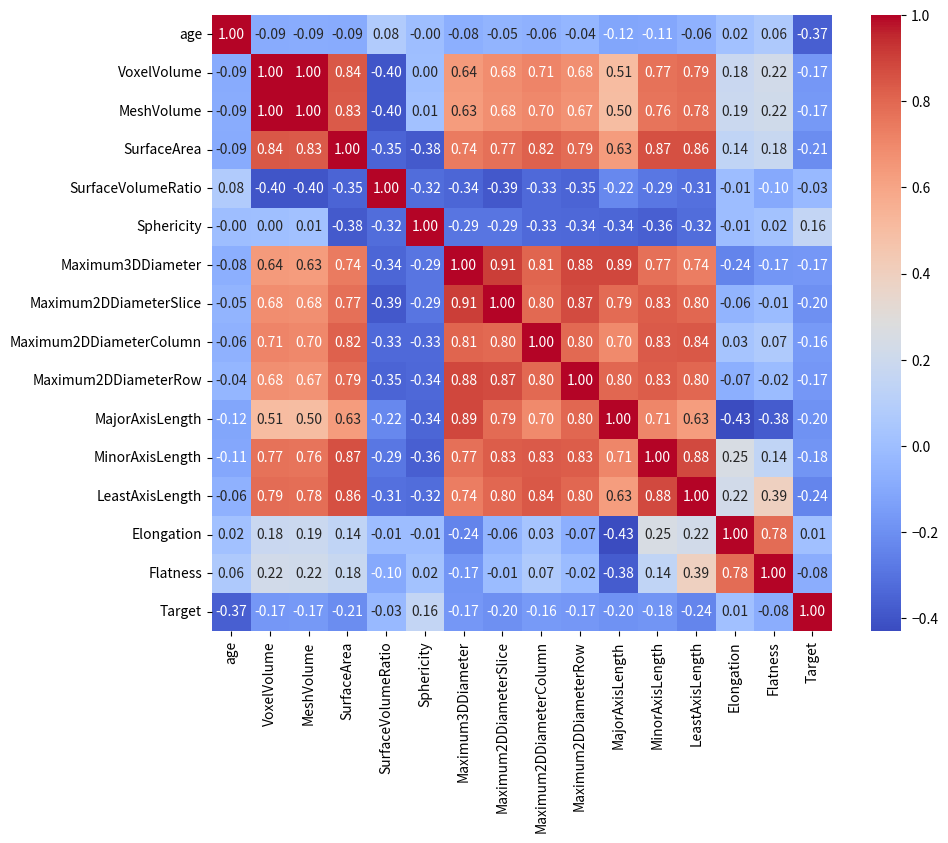 age 1.00 -0.09 -0.09 -0.09 0.08 -0.00 -0.08 -0.05 -0.06 -0.04 -0.12 -0.11 -0.06 0.02 0.06 -0.37
VoxelVolume -0.09 1.00 1.00 0.84 -0.40 0.00 0.64 0.68 0.71 0.68 0.51 0.77 0.79 0.18 0.22 -0.17
MeshVolume -0.09 1.00 1.00 0.83 -0.40 0.01 0.63 0.68 0.70 0.67 0.50 0.76 0.78 0.19 0.22 -0.17
SurfaceArea -0.09 0.84 0.83 1.00 -0.35 -0.38 0.74 0.77 0.82 0.79 0.63 0.87 0.86 0.14 0.18 -0.21
SurfaceVolumeRatio 0.08 -0.40 -0.40 -0.35 1.00 -0.32 -0.34 -0.39 -0.33 -0.35 -0.22 -0.29 -0.31 -0.01 -0.10 -0.03
Sphericity -0.00 0.00 0.01 -0.38 -0.32 1.00 -0.29 -0.29 -0.33 -0.34 -0.34 -0.36 -0.32 -0.01 0.02 0.16
Maximum3DDiameter -0.08 0.64 0.63 0.74 -0.34 -0.29 1.00 0.91 0.81 0.88 0.89 0.77 0.74 -0.24 -0.17 -0.17
Maximum2DDiameterSlice -0.05 0.68 0.68 0.77 -0.39 -0.29 0.91 1.00 0.80 0.87 0.79 0.83 0.80 -0.06 -0.01 -0.20
Maximum2DDiameterColumn -0.06 0.71 0.70 0.82 -0.33 -0.33 0.81 0.80 1.00 0.80 0.70 0.83 0.84 0.03 0.07 -0.16
Maximum2DDiameterRow -0.04 0.68 0.67 0.79 -0.35 -0.34 0.88 0.87 0.80 1.00 0.80 0.83 0.80 -0.07 -0.02 -0.17
MajorAxisLength -0.12 0.51 0.50 0.63 -0.22 -0.34 0.89 0.79 0.70 0.80 1.00 0.71 0.63 -0.43 -0.38 -0.20
MinorAxisLength -0.11 0.77 0.76 0.87 -0.29 -0.36 0.77 0.83 0.83 0.83 0.71 1.00 0.88 0.25 0.14 -0.18
LeastAxisLength -0.06 0.79 0.78 0.86 -0.31 -0.32 0.74 0.80 0.84 0.80 0.63 0.88 1.00 0.22 0.39 -0.24
Elongation 0.02 0.18 0.19 0.14 -0.01 -0.01 -0.24 -0.06 0.03 -0.07 -0.43 0.25 0.22 1.00 0.78 0.01
Flatness 0.06 0.22 0.22 0.18 -0.10 0.02 -0.17 -0.01 0.07 -0.02 -0.38 0.14 0.39 0.78 1.00 -0.08
Target -0.37 -0.17 -0.17 -0.21 -0.03 0.16 -0.17 -0.20 -0.16 -0.17 -0.20 -0.18 -0.24 0.01 -0.08 1.00
age
VoxelVolume
MeshVolume
SurfaceArea
SurfaceVolumeRatio
Sphericity
Maximum3DDiameter
Maximum2DDiameterSlice
Maximum2DDiameterColumn
Maximum2DDiameterRow
MajorAxisLength
MinorAxisLength
LeastAxisLength
Elongation
Flatness
Target
1.0
0.8
0.6
0.4
0.2
0.0
−0.2
−0.4